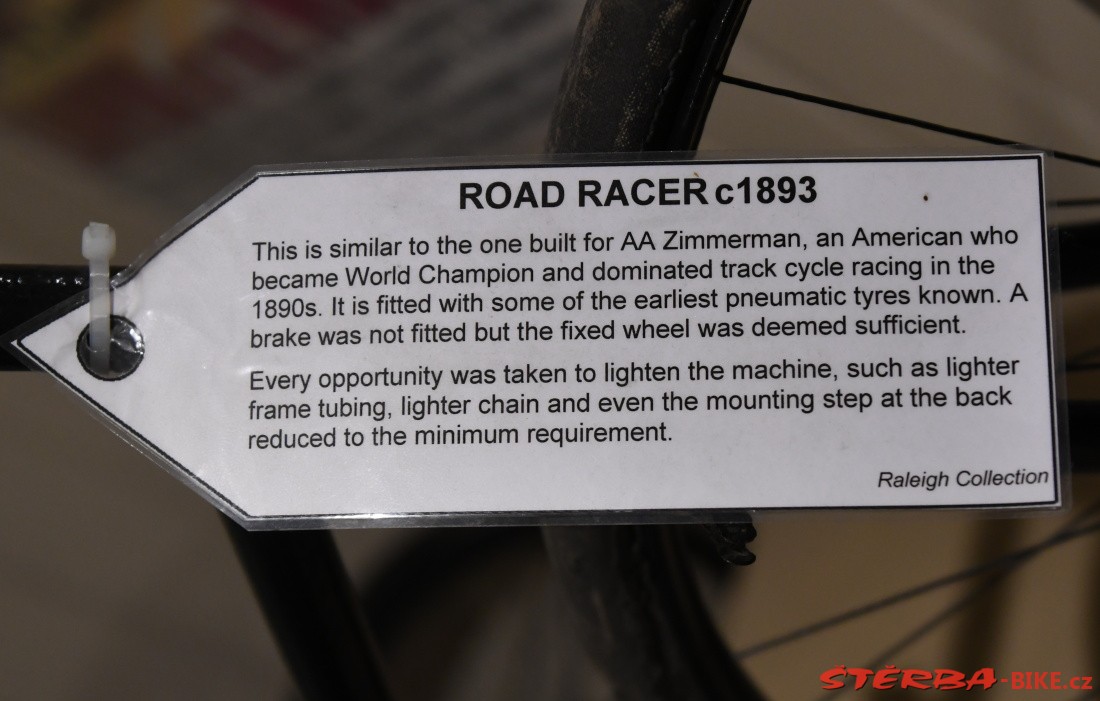 ROAD RACER c1893
This is similar to the one built for AA Zimmerman, an American who
became World Champion and dominated track cycle racing in the
1890s. It is fitted with some of the earliest pneumatic tyres known. A
brake was not fitted but the fixed wheel was deemed sufficient.
Every opportunity was taken to lighten the machine, such as lighter
frame tubing, lighter chain and even the mounting step at the back
reduced to the minimum requirement.
Raleigh Collection
ŠTĚRBA-BIKE.cz